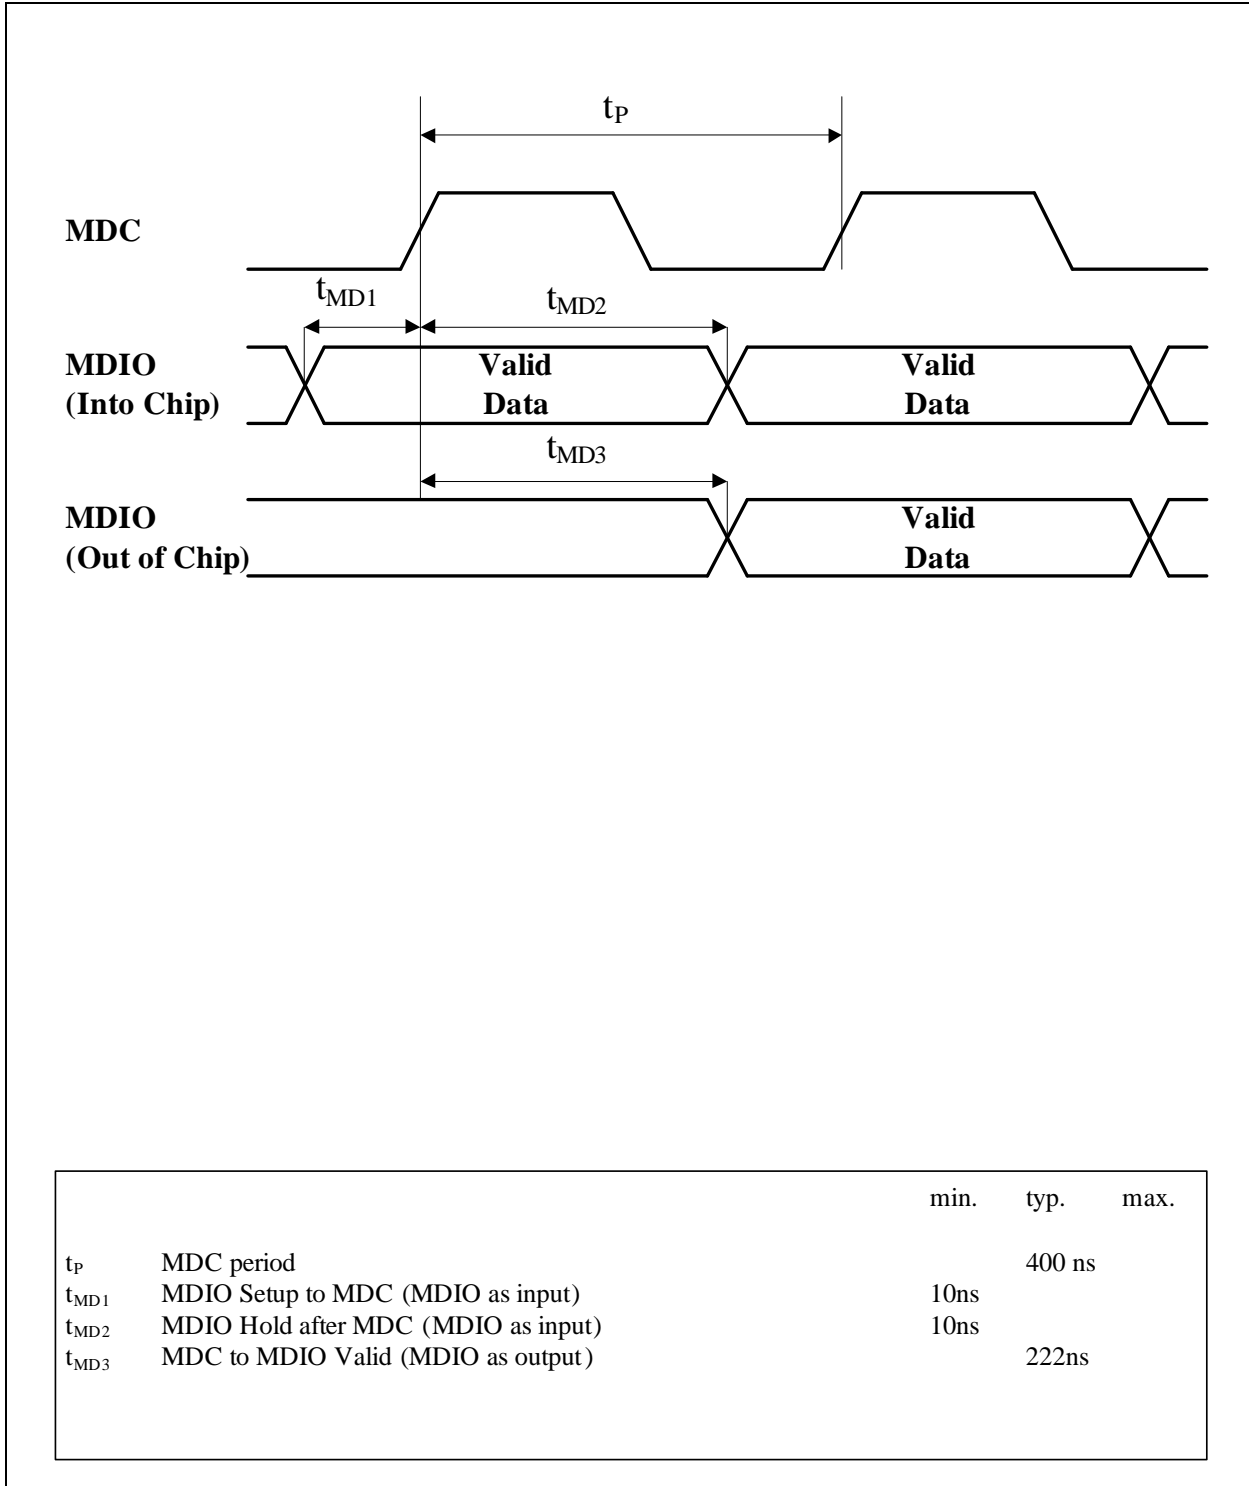 tP
MDC
tMD1
tMD2
MDIO
(Into Chip)
Valid
Data
Valid
Data
tMD3
MDIO
(Out of Chip)
Valid
Data
min. typ. max.
tP MDC period 400 ns
tMD1 MDIO Setup to MDC (MDIO as input) 10ns
tMD2 MDIO Hold after MDC (MDIO as input) 10ns
tMD3 MDC to MDIO Valid (MDIO as output) 222ns